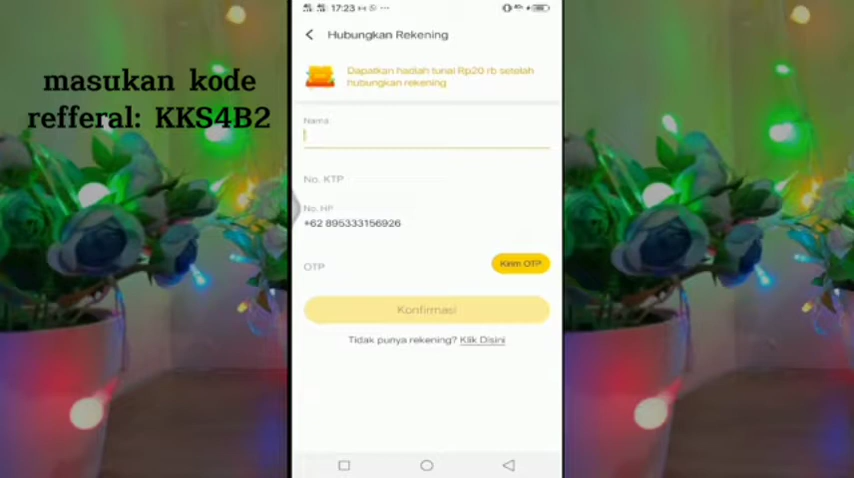 masukan kode
refferal: KKS4B2
17:23
Hubungkan Rekening
Dapatkan hadiah tunai Rp20 rb setelah
hubungkan rekening
Nama
No. KTP
No. HP
+62 895333156926
OTP
Kirim OTP
Konfirmasi
Tidak punya rekening? Klik Disini